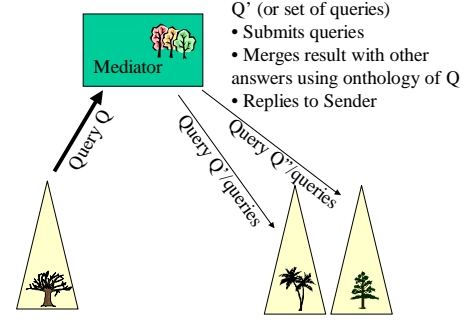 Q’ (or set of queries)
• Submits queries
• Merges result with other
answers using onthology of Q
• Replies to Sender
Mediator
Query Q
Query Q’/queries
Query Q’’/queries